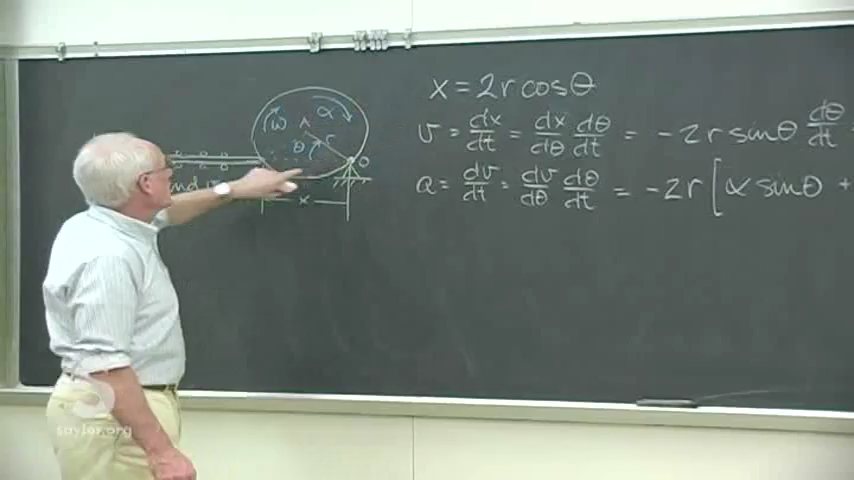 x = 2r cosθ
v = dx/dt = dx/dθ dθ/dt = -2r sinθ dθ/dt
a = dv/dt = dv/dθ dθ/dt = -2r[α sinθ +
ω
α
A
r
θ
O
x
saylor.org